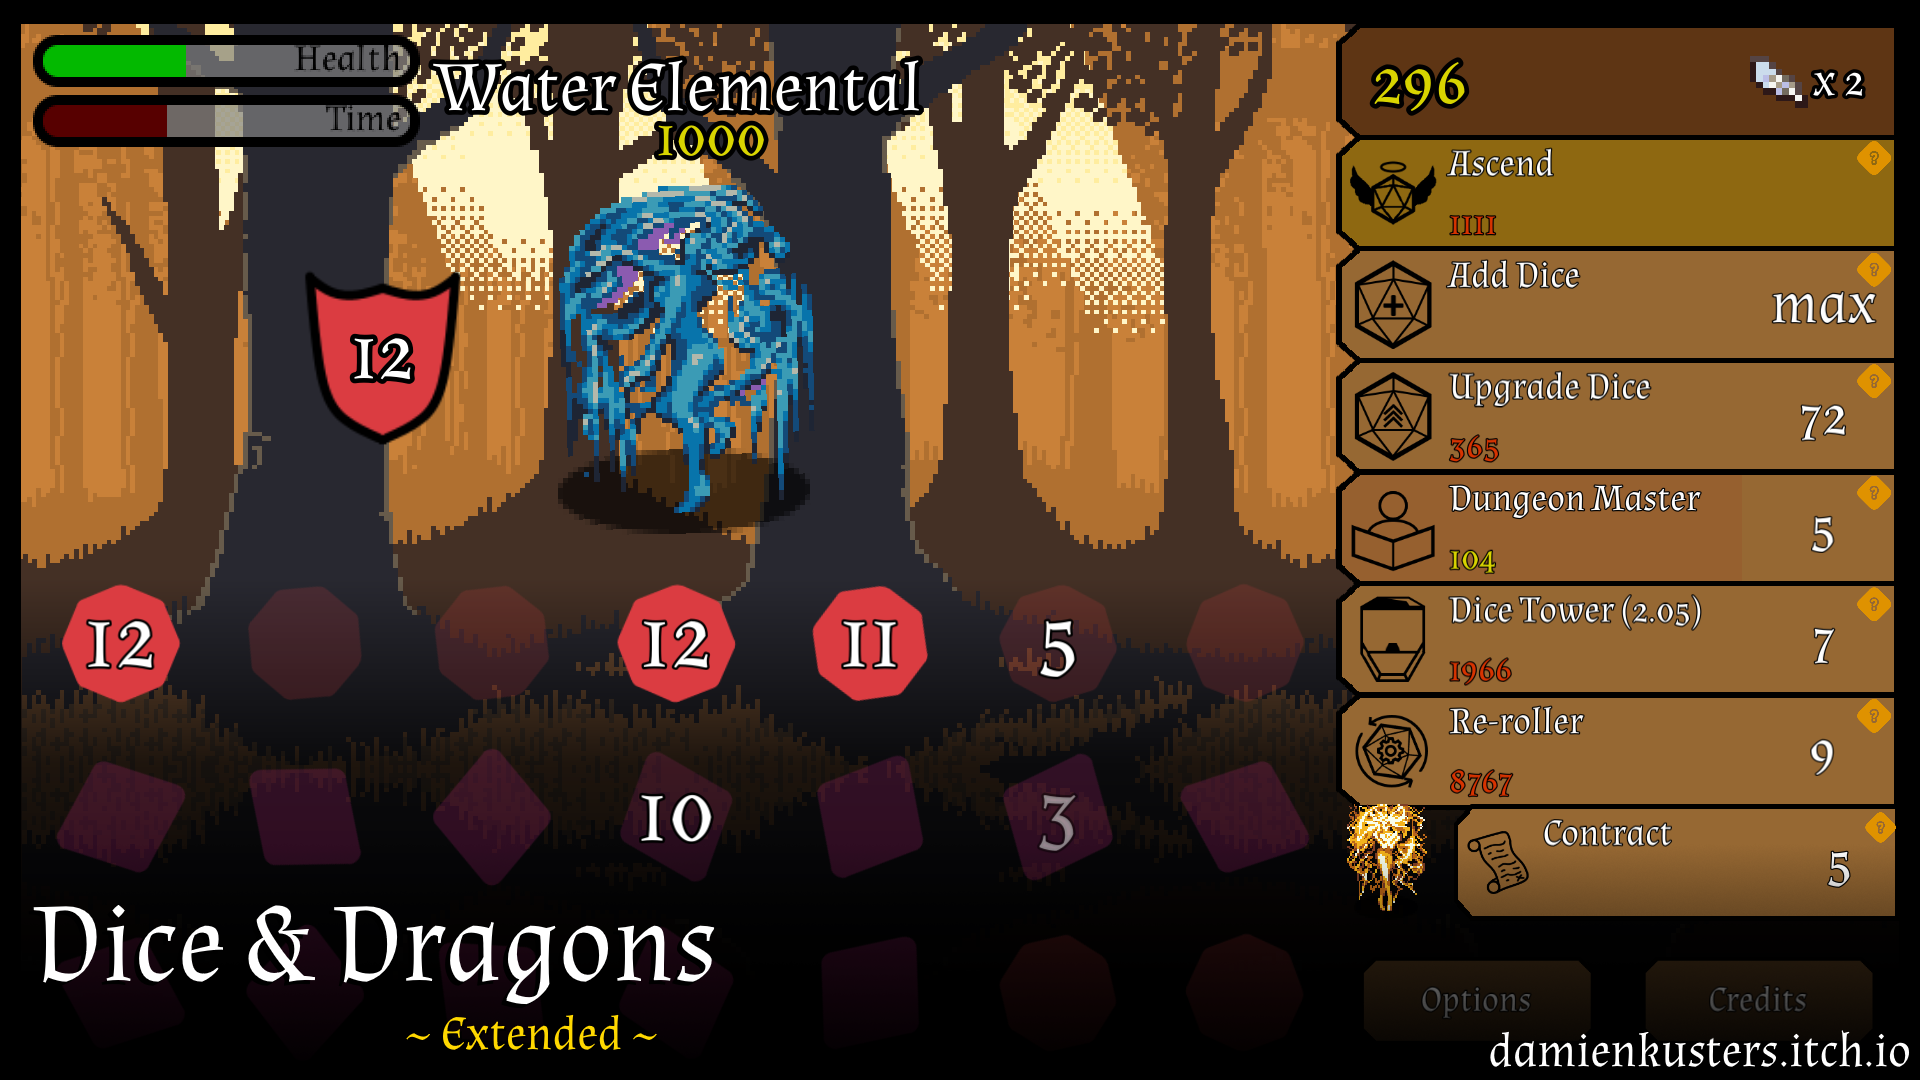 Health
Time
Water Elemental
1000
12
12
12
11
5
10
3
Dice & Dragons
~ Extended ~
296
x 2
Ascend
1111
Add Dice
max
Upgrade Dice
365
72
Dungeon Master
104
5
Dice Tower (2.05)
1966
7
Re-roller
8767
9
Contract
5
?
?
?
?
?
?
?
Options
Credits
damienkusters.itch.io